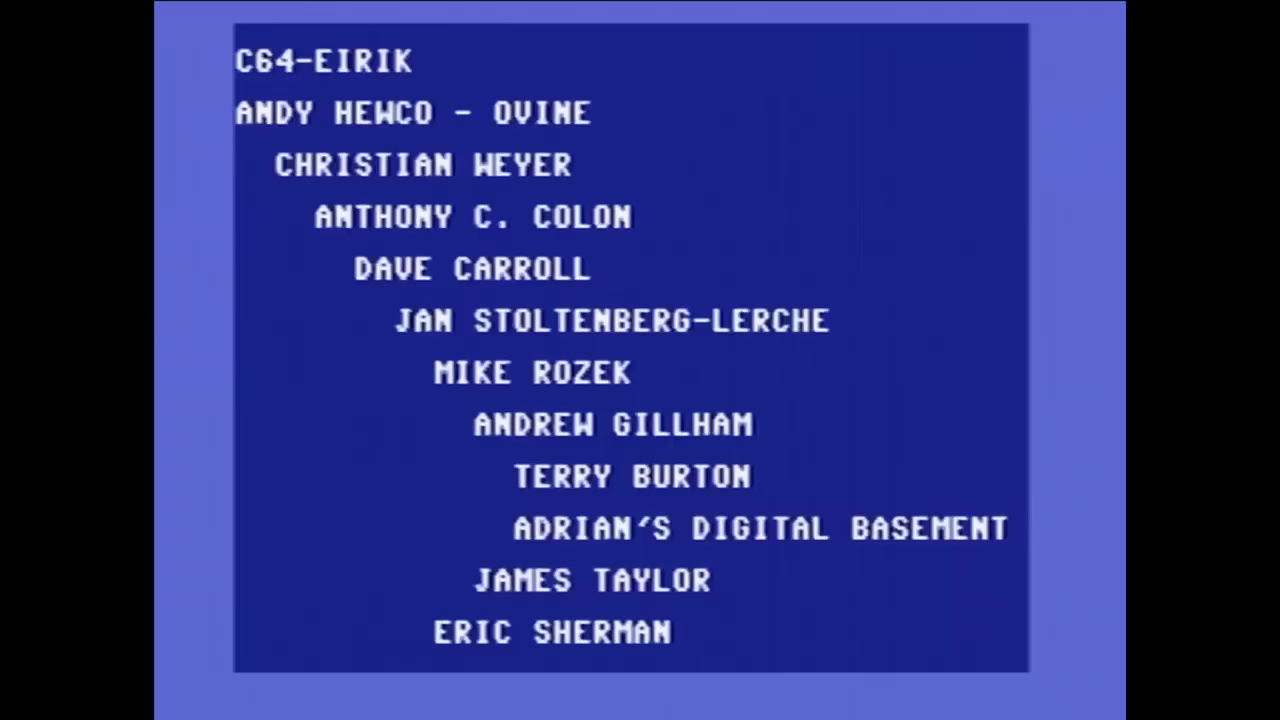 C64-EIRIK
ANDY HEWCO - OVINE
CHRISTIAN WEYER
ANTHONY C. COLON
DAVE CARROLL
JAN STOLTENBERG-LERCHE
MIKE ROZEK
ANDREW GILLHAM
TERRY BURTON
ADRIAN'S DIGITAL BASEMENT
JAMES TAYLOR
ERIC SHERMAN